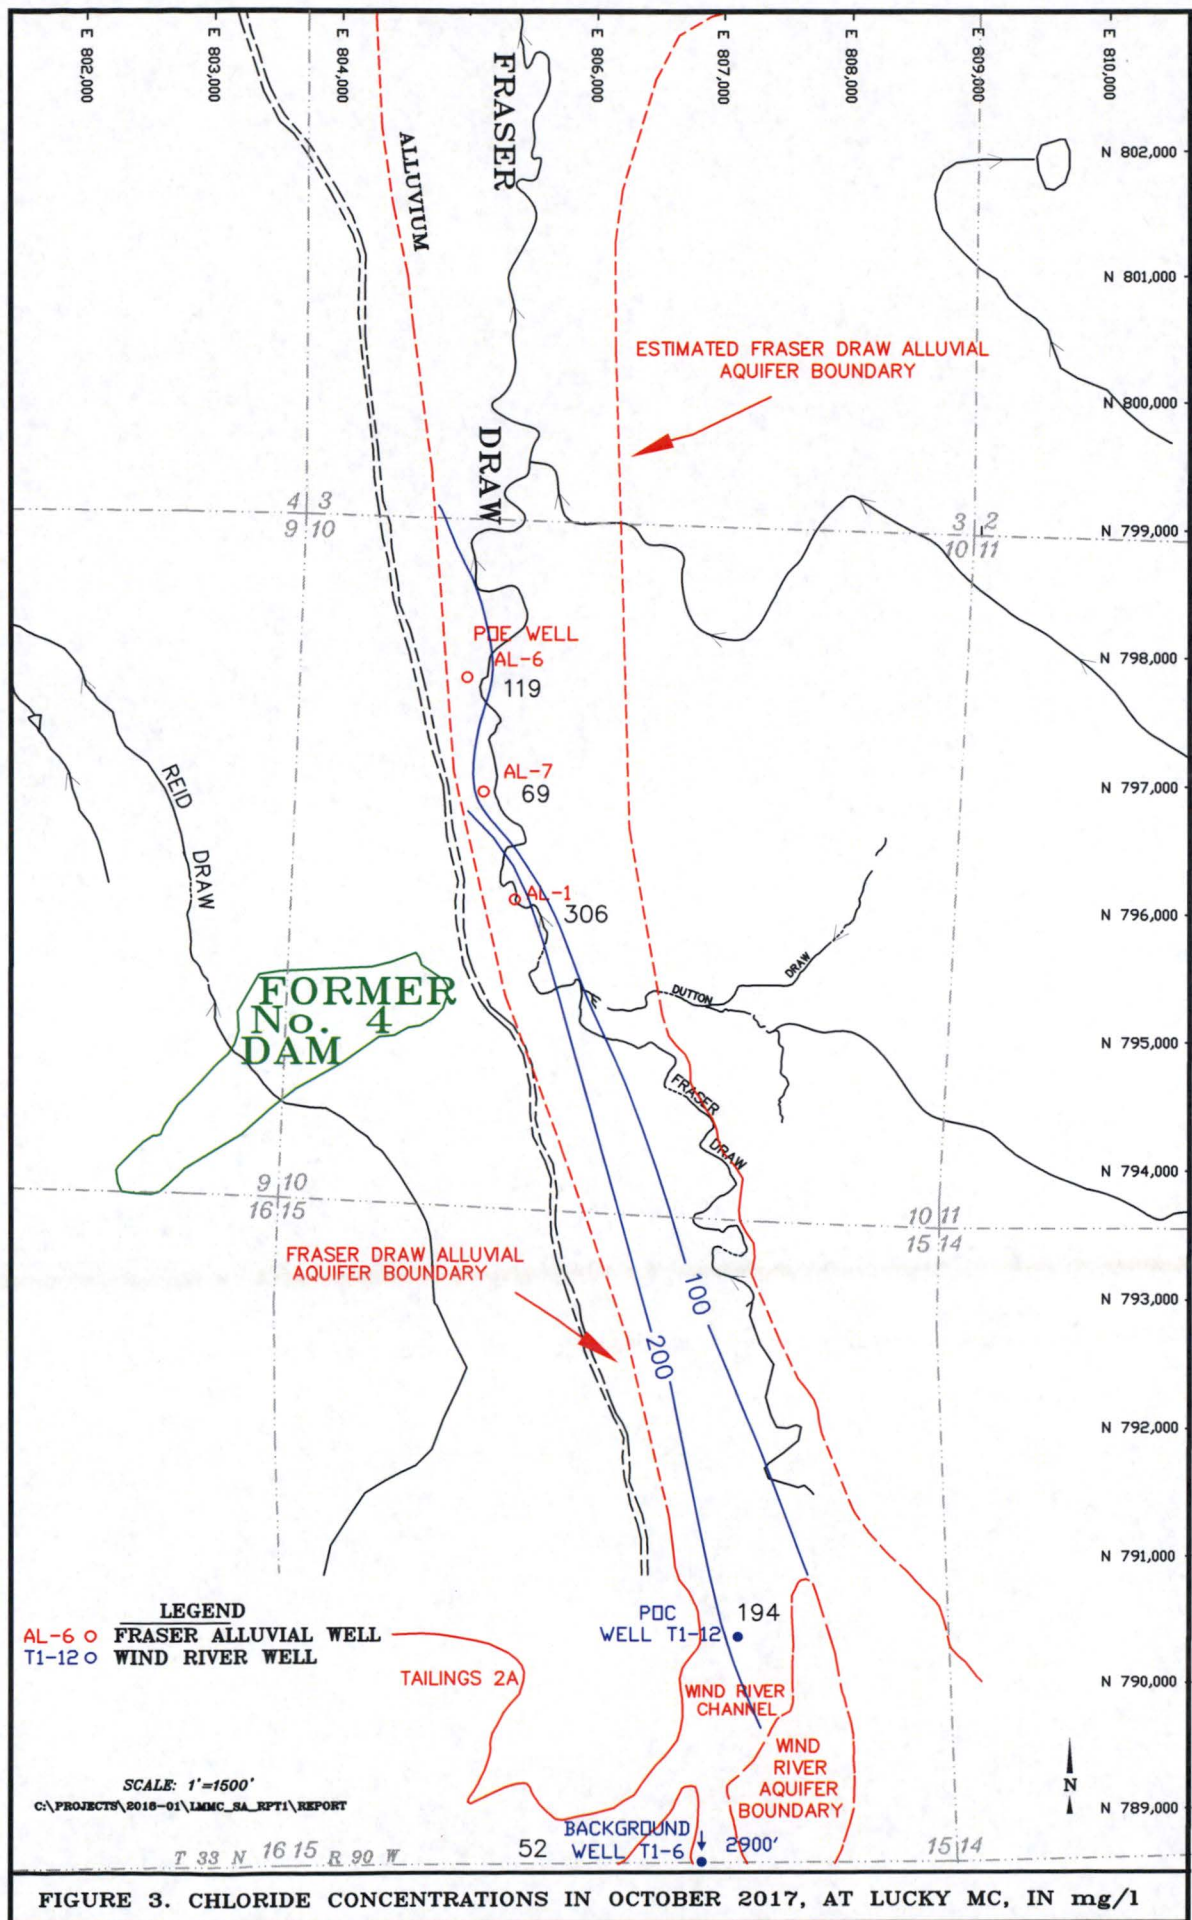 E 802,000
E 803,000
E 804,000
E 806,000
E 807,000
E 808,000
E 809,000
E 810,000
FRASER
ALLUVIUM
N 802,000
N 801,000
ESTIMATED FRASER DRAW ALLUVIAL
AQUIFER BOUNDARY
N 800,000
DRAW
4 3
9 10
3 2
10 11
N 799,000
POE WELL
AL-6
119
N 798,000
AL-7
69
N 797,000
REID
DRAW
AL-1
306
N 796,000
DRAW
DUTTON
FORMER
No. 4
DAM
N 795,000
FRASER
DRAW
N 794,000
9 10
16 15
10 11
15 14
FRASER DRAW ALLUVIAL
AQUIFER BOUNDARY
N 793,000
100
200
N 792,000
N 791,000
LEGEND
AL-6 FRASER ALLUVIAL WELL
T1-12 WIND RIVER WELL
POC
WELL T1-12
194
TAILINGS 2A
WIND RIVER
CHANNEL
N 790,000
WIND
RIVER
AQUIFER
BOUNDARY
N
SCALE: 1"=1500'
C:\PROJECTS\2018-01\LMMC_SA_RPT1\REPORT
N 789,000
BACKGROUND
WELL T1-6
2900'
52
T 33 N 16 15 R 90 W
15 14
FIGURE 3. CHLORIDE CONCENTRATIONS IN OCTOBER 2017, AT LUCKY MC, IN mg/l